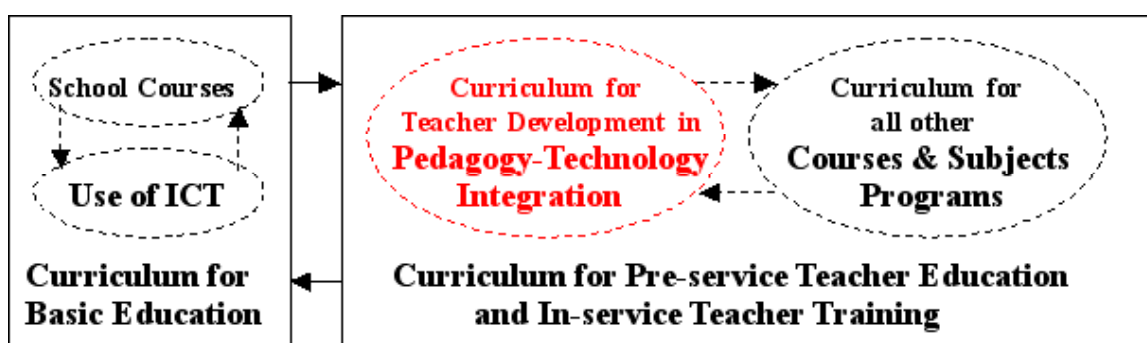 School Courses
Use of ICT
Curriculum for
Basic Education
Curriculum for
Teacher Development in
Pedagogy-Technology
Integration
Curriculum for
all other
Courses & Subjects
Programs
Curriculum for Pre-service Teacher Education
and In-service Teacher Training